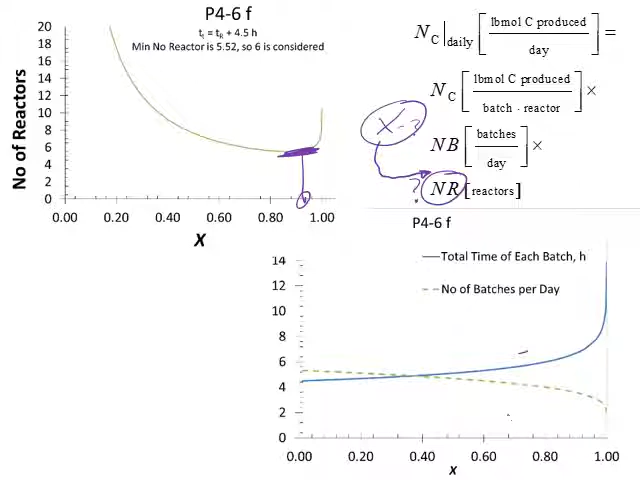 P4-6 f
t_t = t_R + 4.5 h
Min No Reactor is 5.52, so 6 is considered
No of Reactors
20
18
16
14
12
10
8
6
4
2
0
0.00 0.20 0.40 0.60 0.80 1.00
X
N_C|daily [lbmol C produced / day] =
N_C [lbmol C produced / batch · reactor] ×
X - ?
NB [batches / day] ×
? NR [reactors]
P4-6 f
Total Time of Each Batch, h
No of Batches per Day
14
12
10
8
6
4
2
0
0.00 0.20 0.40 0.60 0.80 1.00
X